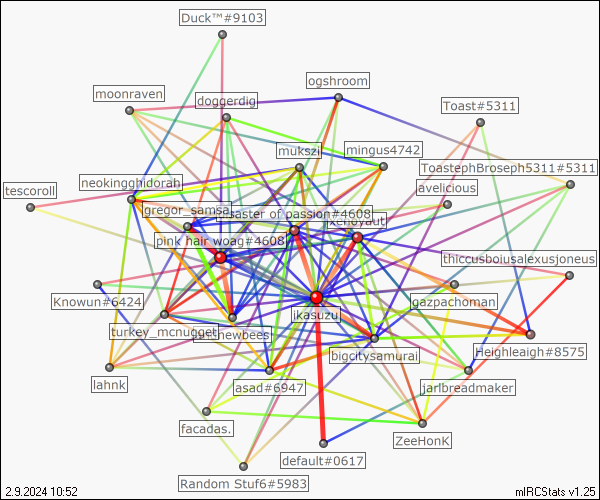 Duck™#9103
ogshroom
moonraven
doggerdig
Toast#5311
mukszi
mingus4742
ToastephBroseph5311#5311
neokingghidorah
avelicious
tescoroll
gregor_samsa
aster of passion#4608
xenoyaut
pink hair woag#4608
thiccusboiusalexusjoneus
Knowun#6424
ikasuzu
gazpachoman
turkey_mcnugget
hewbees
bigcitysamurai
Heighleaigh#8575
lahnk
asad#6947
jarlbreadmaker
facadas.
ZeeHonK
default#0617
Random Stuf6#5983
2.9.2024 10:52
mIRCStats v1.25